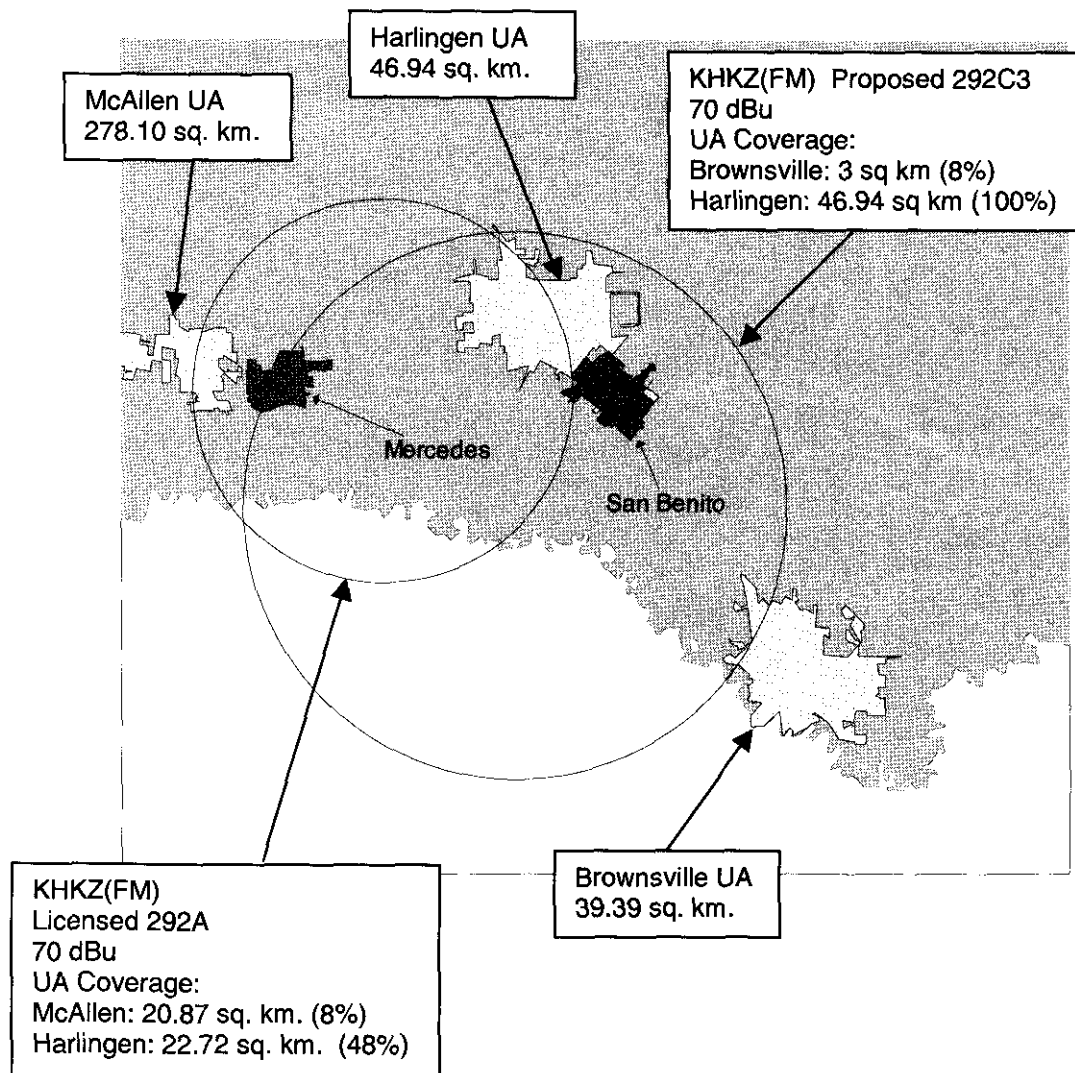 Harlingen UA
46.94 sq. km.
KHKZ(FM) Proposed 292C3
70 dBu
UA Coverage:
Brownsville: 3 sq km (8%)
Harlingen: 46.94 sq km (100%)
McAllen UA
278.10 sq. km.
Mercedes
San Benito
Brownsville UA
39.39 sq. km.
KHKZ(FM)
Licensed 292A
70 dBu
UA Coverage:
McAllen: 20.87 sq. km. (8%)
Harlingen: 22.72 sq. km. (48%)